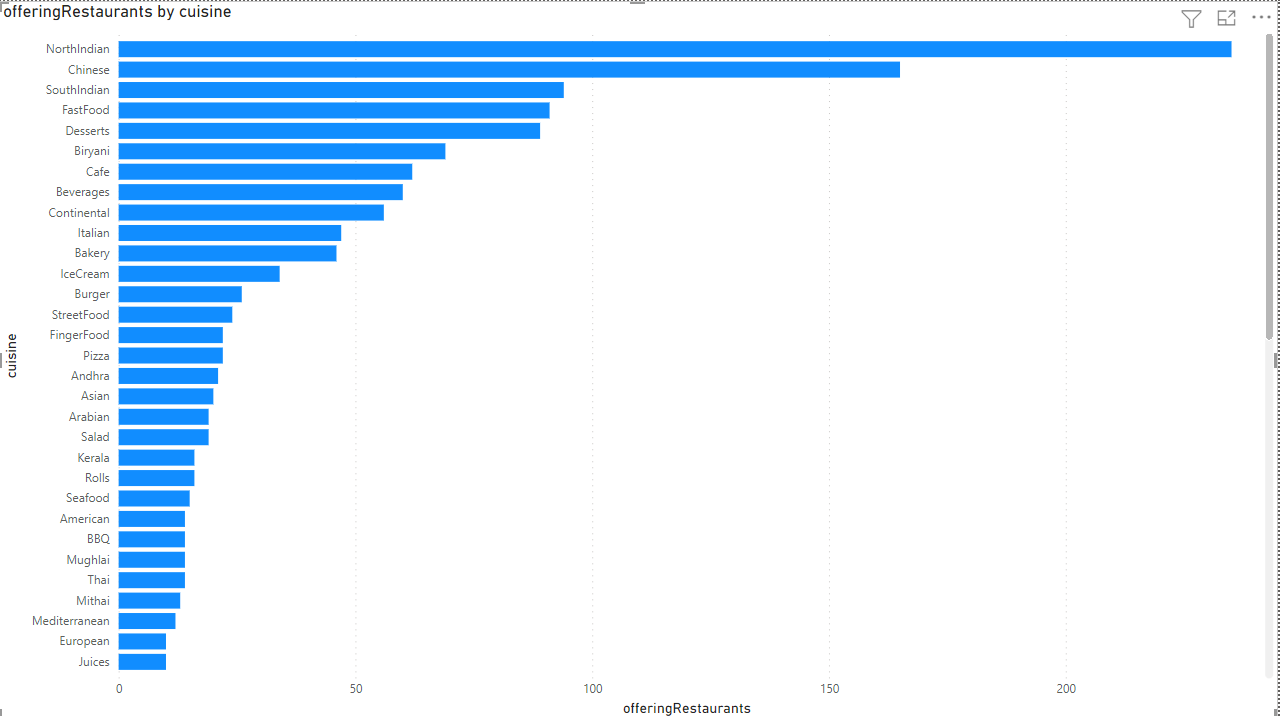 offeringRestaurants by cuisine
NorthIndian
Chinese
SouthIndian
FastFood
Desserts
Biryani
Cafe
Beverages
Continental
Italian
Bakery
IceCream
Burger
StreetFood
FingerFood
Pizza
Andhra
Asian
Arabian
Salad
Kerala
Rolls
Seafood
American
BBQ
Mughlai
Thai
Mithai
Mediterranean
European
Juices
cuisine
0 50 100 150 200
offeringRestaurants